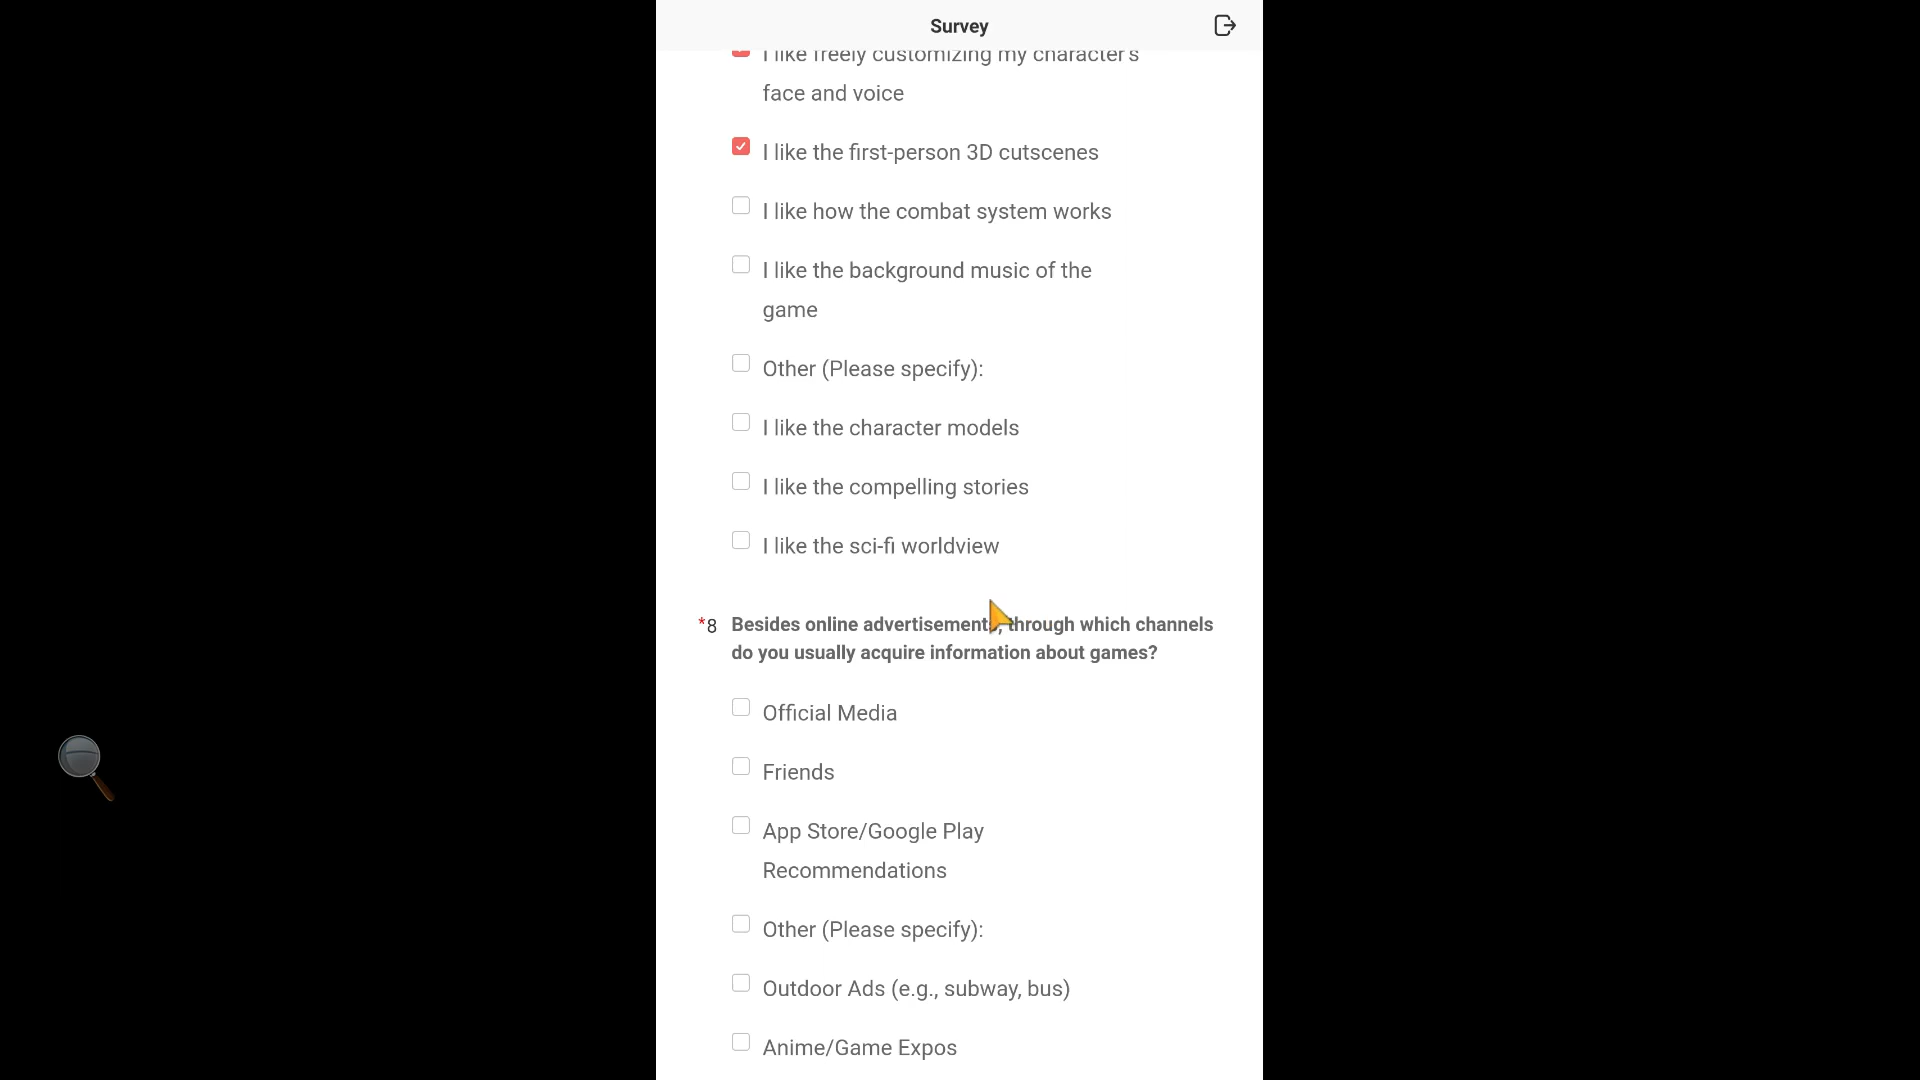 Survey
I like freely customizing my character's
face and voice
I like the first-person 3D cutscenes
I like how the combat system works
I like the background music of the
game
Other (Please specify):
I like the character models
I like the compelling stories
I like the sci-fi worldview
*8 Besides online advertisements, through which channels
do you usually acquire information about games?
Official Media
Friends
App Store/Google Play
Recommendations
Other (Please specify):
Outdoor Ads (e.g., subway, bus)
Anime/Game Expos